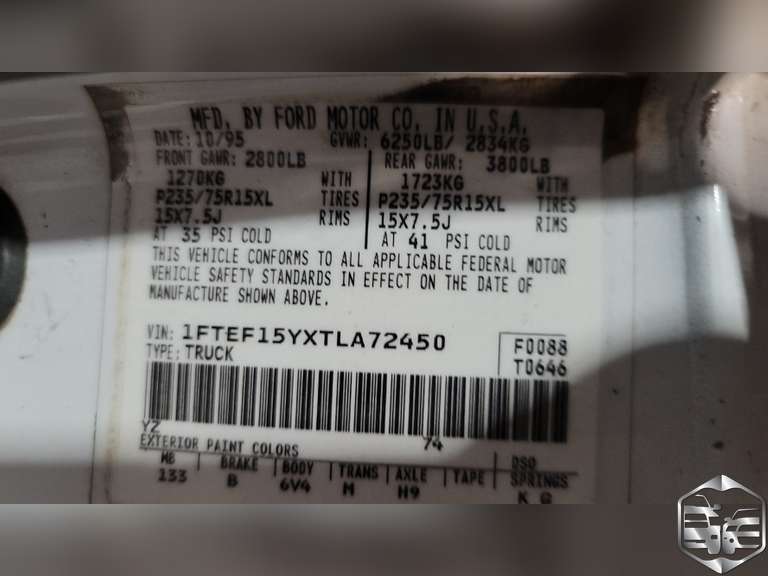 MFD. BY FORD MOTOR CO. IN U.S.A.
DATE: 10/95 GVWR: 6250LB/ 2834KG
FRONT GAWR: 2800LB REAR GAWR: 3800LB
1270KG WITH 1723KG WITH
P235/75R15XL TIRES P235/75R15XL TIRES
15X7.5J RIMS 15X7.5J RIMS
AT 35 PSI COLD AT 41 PSI COLD
THIS VEHICLE CONFORMS TO ALL APPLICABLE FEDERAL MOTOR
VEHICLE SAFETY STANDARDS IN EFFECT ON THE DATE OF
MANUFACTURE SHOWN ABOVE.
VIN: 1FTEF15YXTLA72450 F0088
TYPE: TRUCK T0646
YZ 74
EXTERIOR PAINT COLORS DSO
WB BRAKE BODY TRANS AXLE TAPE SPRINGS
133 B 6V4 M H9 K G